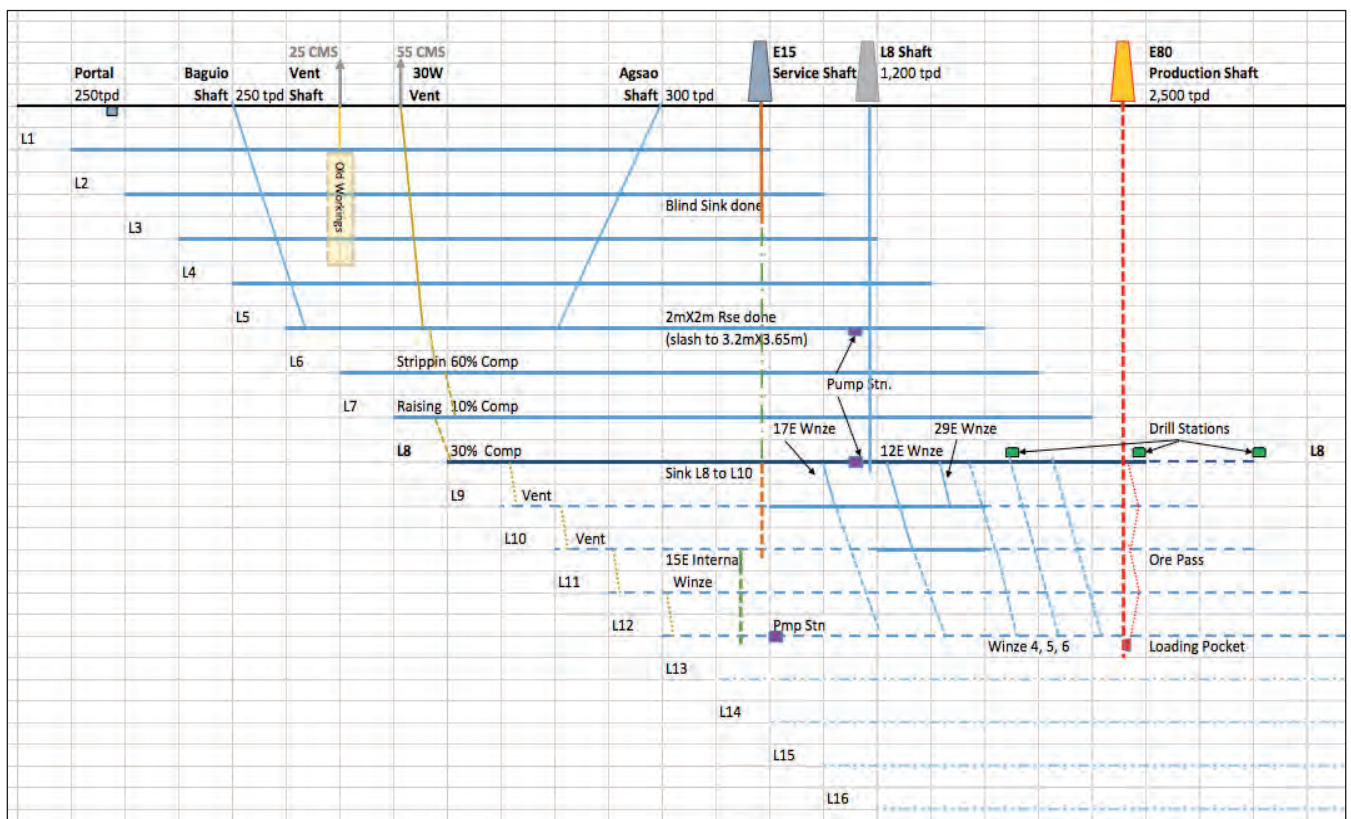 25 CMS
55 CMS
E15
L8 Shaft
E80
Portal
Baguio
Vent
30W
Agsao
Service Shaft
1,200 tpd
Production Shaft
250tpd
Shaft
250 tpd
Shaft
Vent
Shaft
300 tpd
2,500 tpd
L1
Old Workings
L2
Blind Sink done
L3
L4
L5
2mX2m Rse done
(slash to 3.2mX3.65m)
L6
Strippin 60% Comp
Pump Stn.
L7
Raising 10% Comp
17E Wnze
29E Wnze
Drill Stations
L8
30% Comp
12E Wnze
L8
Sink L8 to L10
L9
Vent
L10
Vent
15E Interna
Ore Pass
L11
Winze
L12
Pmp Stn
Winze 4, 5, 6
Loading Pocket
L13
L14
L15
L16